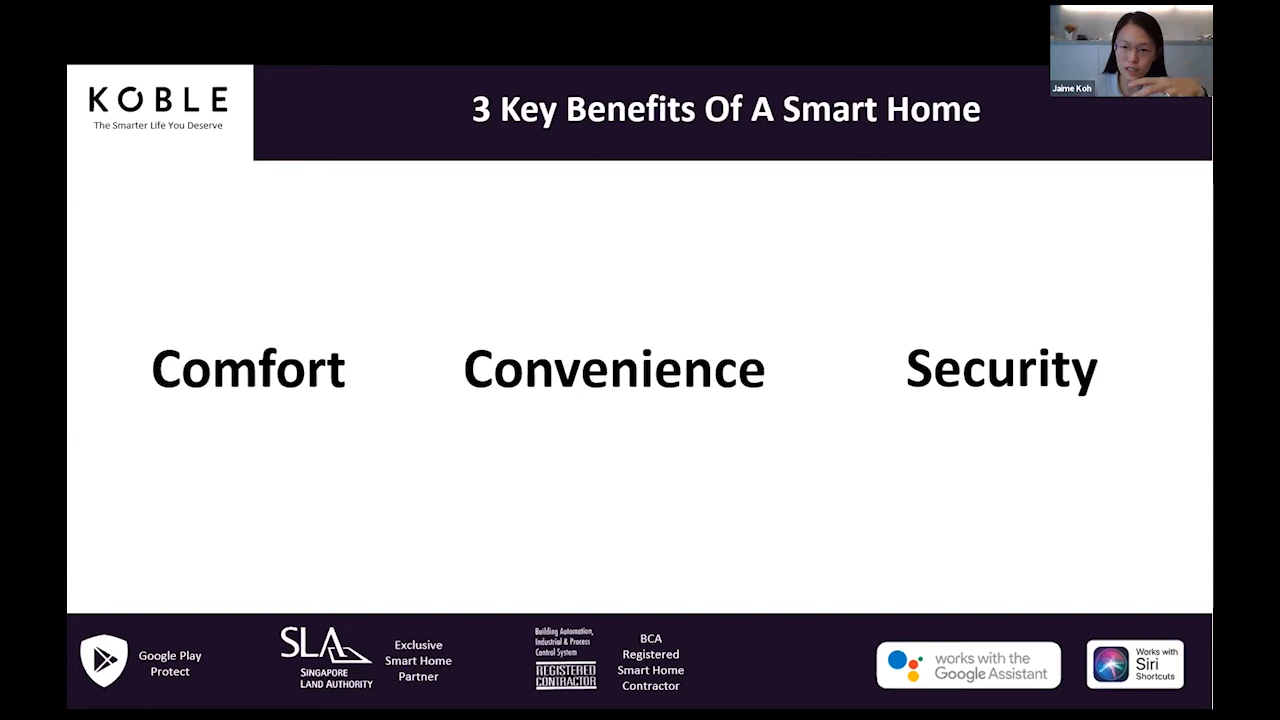 KOBLE
The Smarter Life You Deserve
3 Key Benefits Of A Smart Home
Jaime Koh
Comfort Convenience Security
Google Play
Protect
SLA
SINGAPORE
LAND AUTHORITY
Exclusive
Smart Home
Partner
Building Automation,
Industrial & Process
Control System
REGISTERED
CONTRACTOR
BCA
Registered
Smart Home
Contractor
works with the
Google Assistant
Works with
Siri
Shortcuts